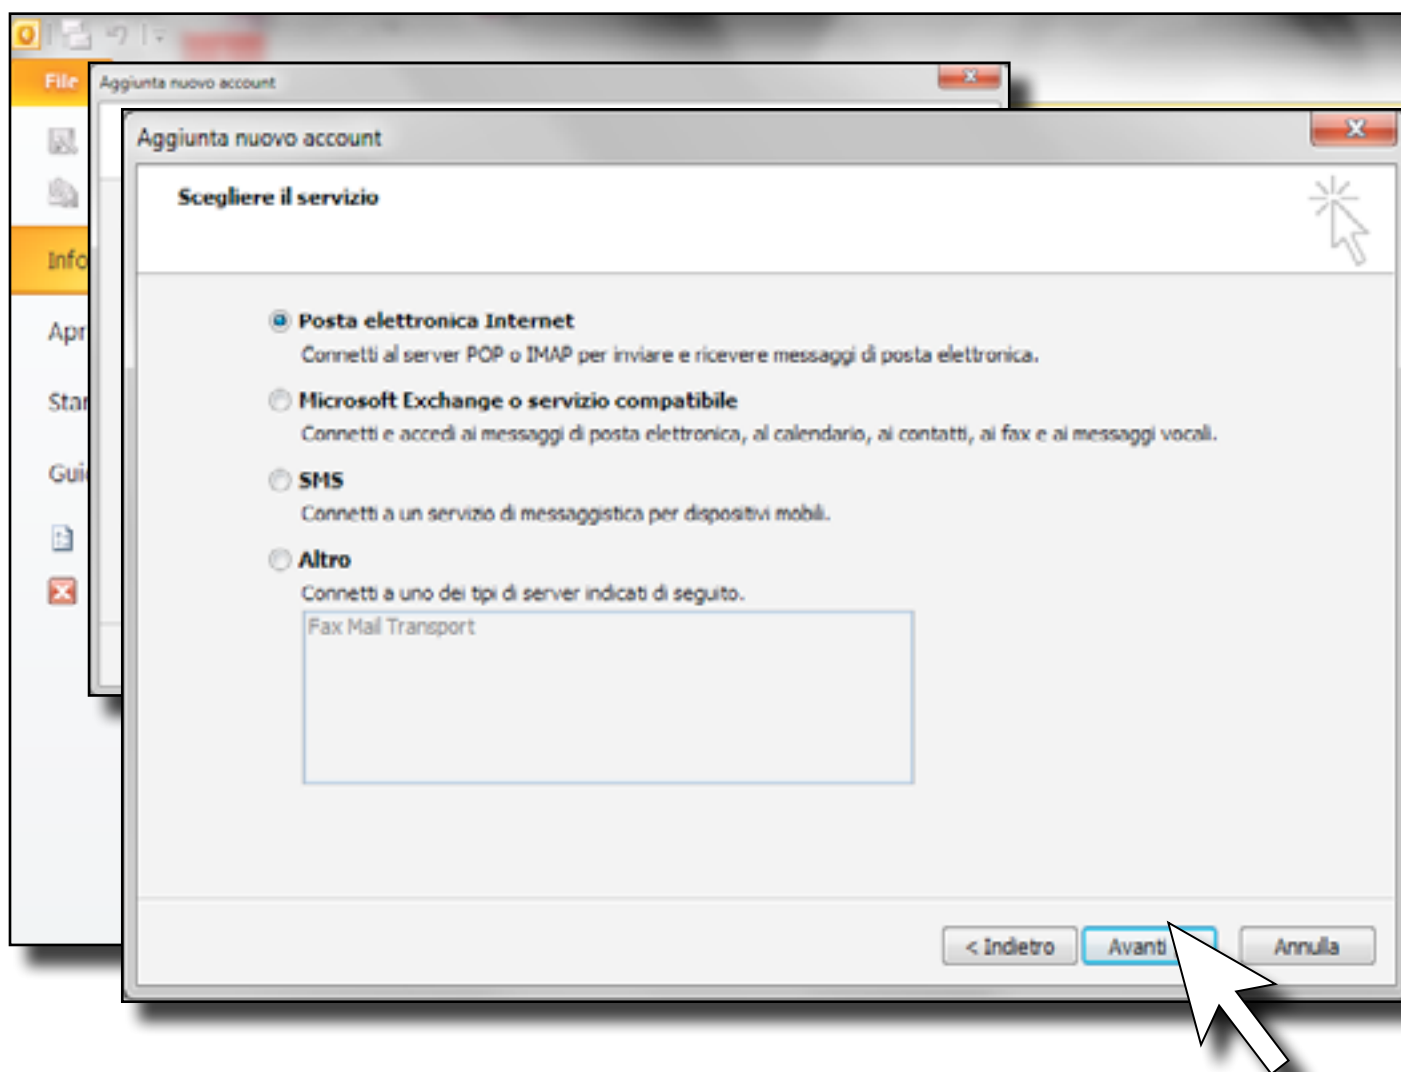 File
Aggiunta nuovo account
Aggiunta nuovo account
Scegliere il servizio
Info
Apr
Star
Gui
Posta elettronica Internet
Connetti al server POP o IMAP per inviare e ricevere messaggi di posta elettronica.
Microsoft Exchange o servizio compatibile
Connetti e accedi ai messaggi di posta elettronica, al calendario, ai contatti, ai fax e ai messaggi vocali.
SMS
Connetti a un servizio di messaggistica per dispositivi mobili.
Altro
Connetti a uno dei tipi di server indicati di seguito.
Fax Mail Transport
< Indietro
Avanti
Annulla